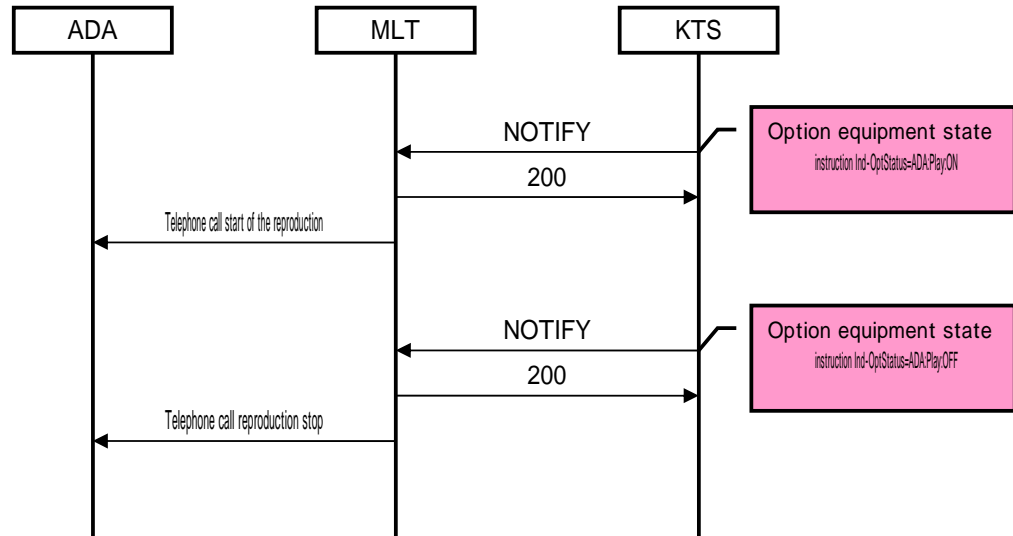 ADA
MLT
KTS
NOTIFY
Option equipment state
instruction Ind-OptStatus=ADA:Play:ON
200
Telephone call start of the reproduction
NOTIFY
Option equipment state
instruction Ind-OptStatus=ADA:Play:OFF
200
Telephone call reproduction stop